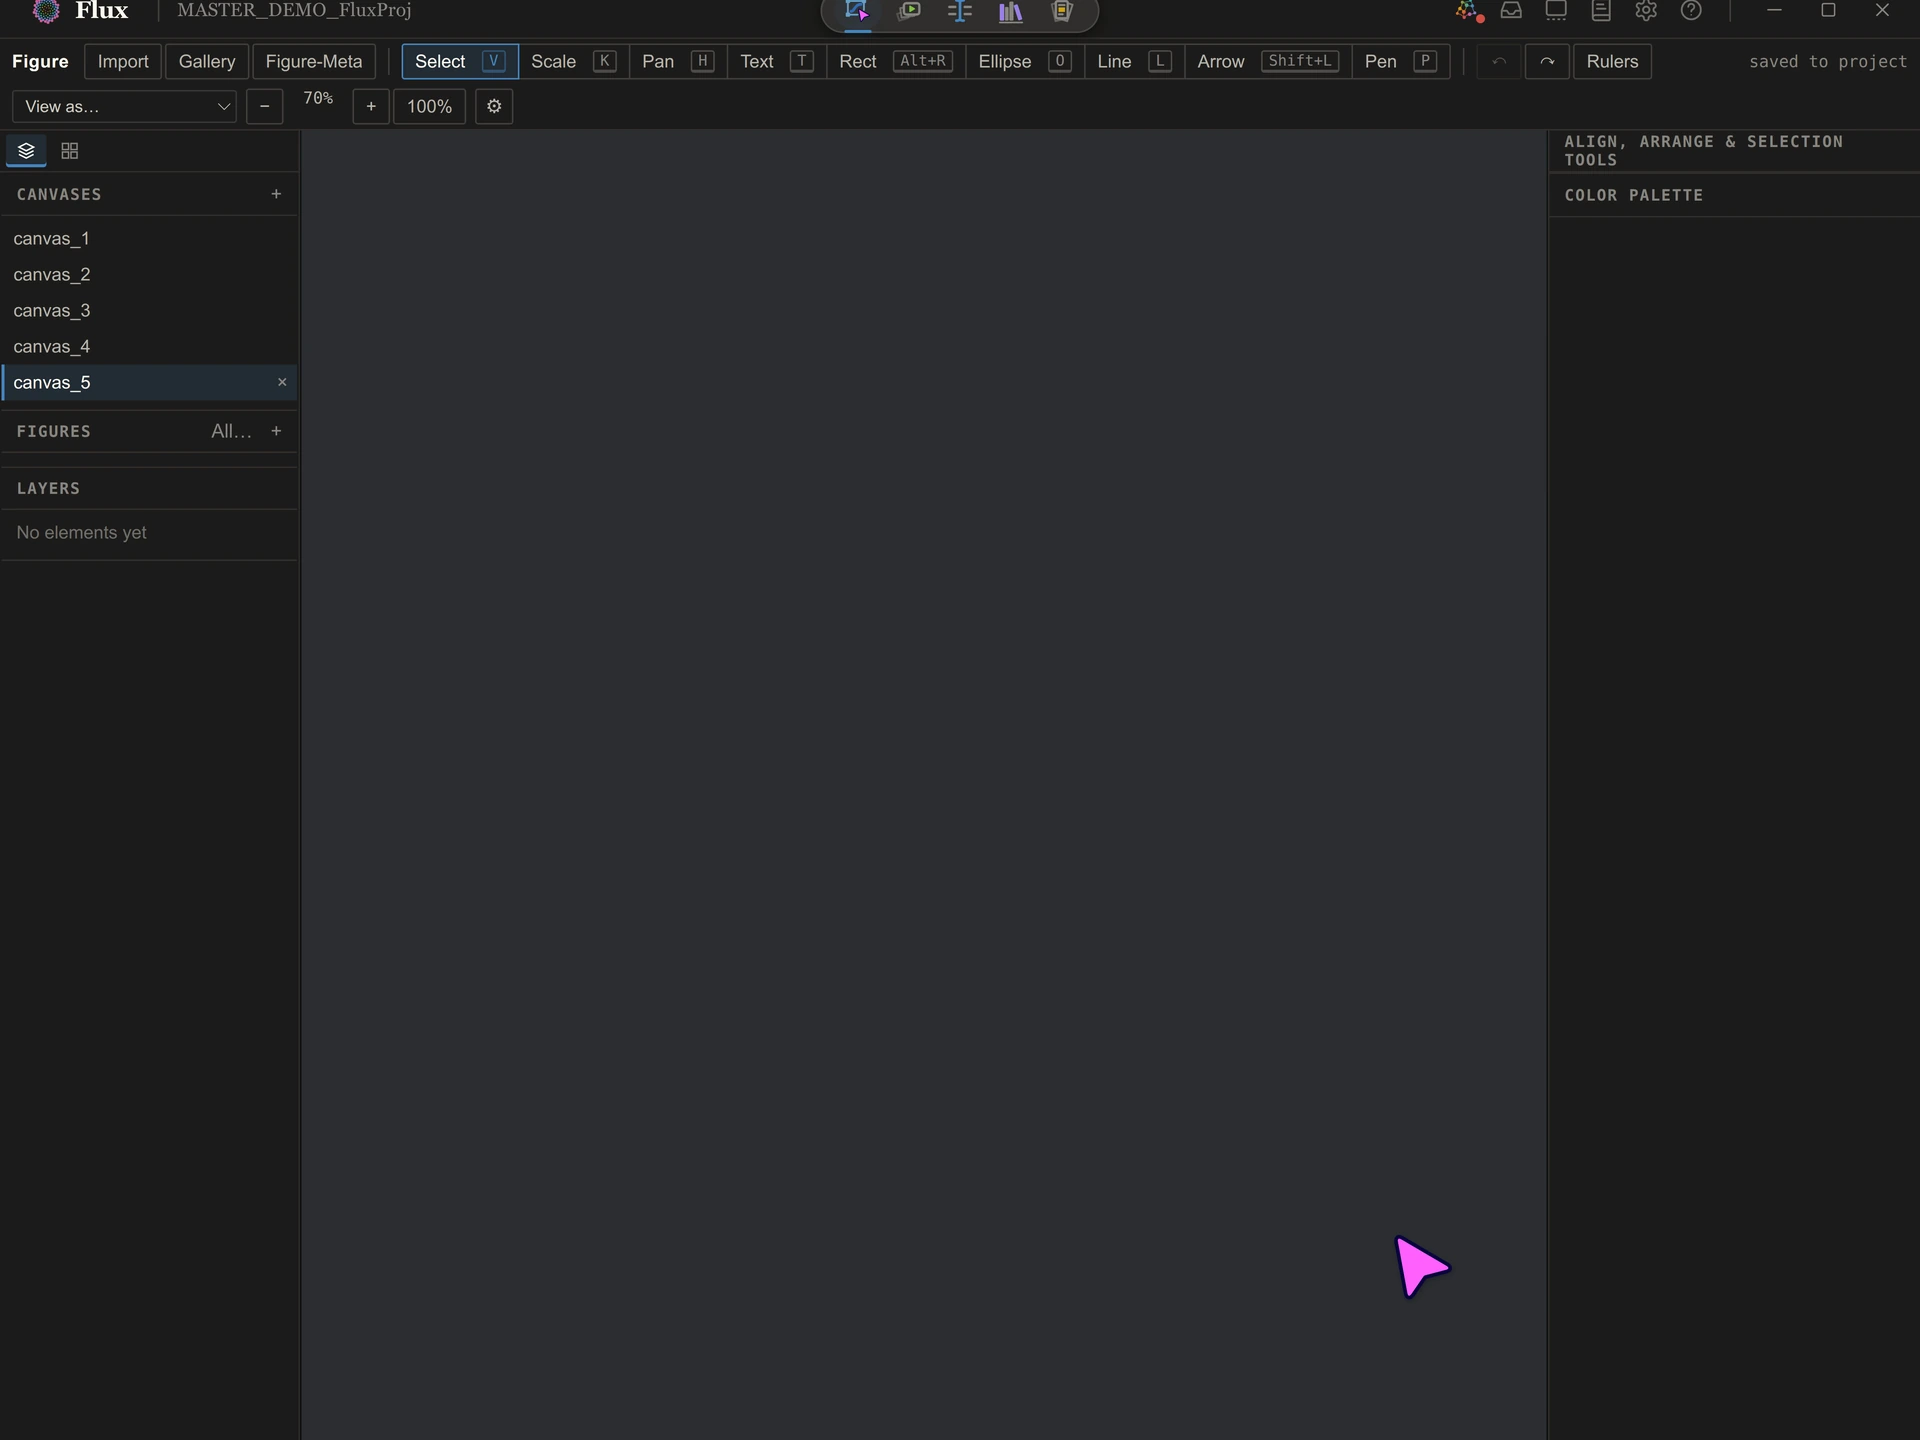 Flux
MASTER_DEMO_FluxProj
Figure Import Gallery Figure-Meta Select V Scale K Pan H Text T Rect Alt+R Ellipse O Line L Arrow Shift+L Pen P Rulers saved to project
View as... − 70% + 100%
ALIGN, ARRANGE & SELECTION
TOOLS
CANVASES +
COLOR PALETTE
canvas_1
canvas_2
canvas_3
canvas_4
canvas_5 ×
FIGURES All... +
LAYERS
No elements yet